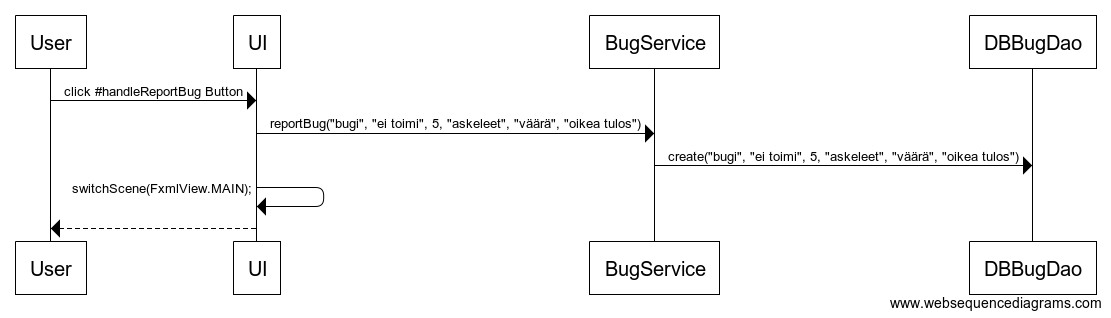 User
UI
BugService
DBBugDao
click #handleReportBug Button
reportBug("bugi", "ei toimi", 5, "askeleet", "väärä", "oikea tulos")
create("bugi", "ei toimi", 5, "askeleet", "väärä", "oikea tulos")
switchScene(FxmlView.MAIN);
User
UI
BugService
DBBugDao
www.websequencediagrams.com